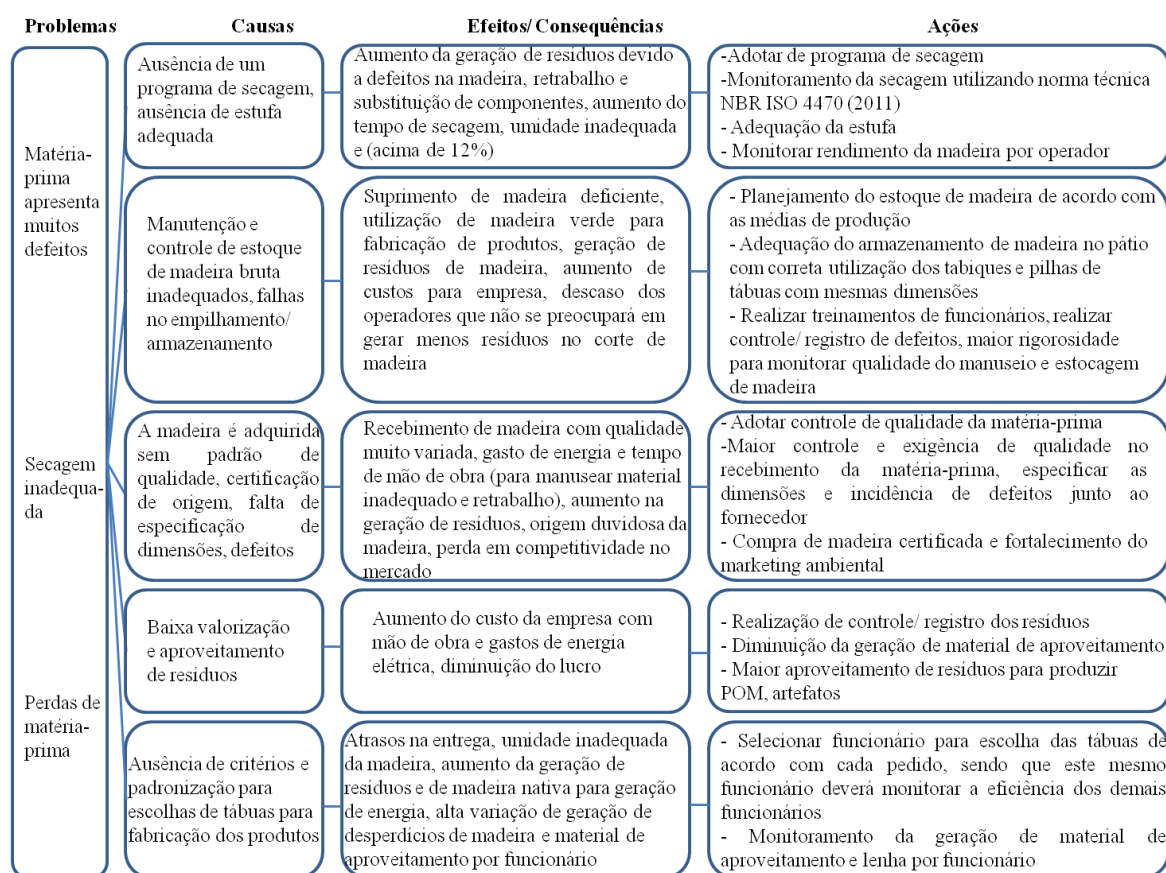 Problemas
Causas
Efeitos/ Consequências
Ações
Matéria-
prima
apresenta
muitos
defeitos
Secagem
inadequa-
da
Perdas de
matéria-
prima
Ausência de um
programa de secagem,
ausência de estufa
adequada
Aumento da geração de resíduos devido
a defeitos na madeira, retrabalho e
substituição de componentes, aumento do
tempo de secagem, umidade inadequada
e (acima de 12%)
-Adotar de programa de secagem
-Monitoramento da secagem utilizando norma técnica
NBR ISO 4470 (2011)
- Adequação da estufa
- Monitorar rendimento da madeira por operador
Manutenção e
controle de estoque
de madeira bruta
inadequados, falhas
no empilhamento/
armazenamento
Suprimento de madeira deficiente,
utilização de madeira verde para
fabricação de produtos, geração de
resíduos de madeira, aumento de
custos para empresa, descaso dos
operadores que não se preocupará em
gerar menos resíduos no corte de
madeira
- Planejamento do estoque de madeira de acordo com
as médias de produção
- Adequação do armazenamento de madeira no pátio
com correta utilização dos tabiques e pilhas de
tábuas com mesmas dimensões
- Realizar treinamentos de funcionários, realizar
controle/ registro de defeitos, maior rigorosidade
para monitorar qualidade do manuseio e estocagem
de madeira
A madeira é adquirida
sem padrão de
qualidade, certificação
de origem, falta de
especificação de
dimensões, defeitos
Recebimento de madeira com qualidade
muito variada, gasto de energia e tempo
de mão de obra (para manusear material
inadequado e retrabalho), aumento na
geração de resíduos, origem duvidosa da
madeira, perda em competitividade no
mercado
- Adotar controle de qualidade da matéria-prima
-Maior controle e exigência de qualidade no
recebimento da matéria-prima, especificar as
dimensões e incidência de defeitos junto ao
fornecedor
- Compra de madeira certificada e fortalecimento do
marketing ambiental
Baixa valorização
e aproveitamento
de resíduos
Aumento do custo da empresa com
mão de obra e gastos de energia
elétrica, diminuição do lucro
- Realização de controle/ registro dos resíduos
- Diminuição da geração de material de aproveitamento
- Maior aproveitamento de resíduos para produzir
POM, artefatos
Ausência de critérios e
padronização para
escolhas de tábuas para
fabricação dos produtos
Atrasos na entrega, umidade inadequada
da madeira, aumento da geração de
resíduos e de madeira nativa para geração
de energia, alta variação de geração de
desperdícios de madeira e material de
aproveitamento por funcionário
- Selecionar funcionário para escolha das tábuas de
acordo com cada pedido, sendo que este mesmo
funcionário deverá monitorar a eficiência dos demais
funcionários
- Monitoramento da geração de material de
aproveitamento e lenha por funcionário